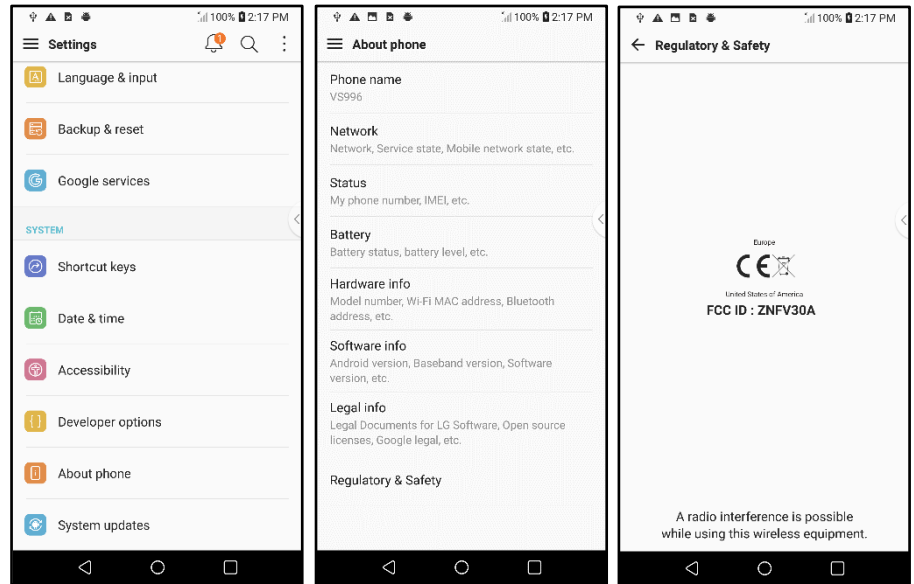 100% 2:17 PM
Settings
1
Language & input
Backup & reset
Google services
SYSTEM
Shortcut keys
Date & time
Accessibility
Developer options
About phone
System updates
100% 2:17 PM
About phone
Phone name
VS996
Network
Network, Service state, Mobile network state, etc.
Status
My phone number, IMEI, etc.
Battery
Battery status, battery level, etc.
Hardware info
Model number, Wi-Fi MAC address, Bluetooth
address, etc.
Software info
Android version, Baseband version, Software
version, etc.
Legal info
Legal Documents for LG Software, Open source
licenses, Google legal, etc.
Regulatory & Safety
100% 2:17 PM
Regulatory & Safety
Europe
CE
United States of America
FCC ID : ZNFV30A
A radio interference is possible
while using this wireless equipment.